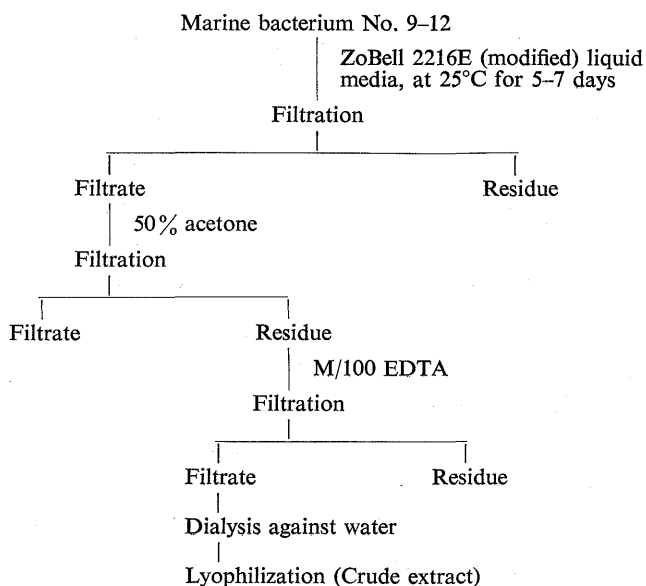 Marine bacterium No. 9–12
ZoBell 2216E (modified) liquid
media, at 25°C for 5–7 days
Filtration
Filtrate
Residue
50% acetone
Filtration
Filtrate
Residue
M/100 EDTA
Filtration
Filtrate
Residue
Dialysis against water
Lyophilization (Crude extract)